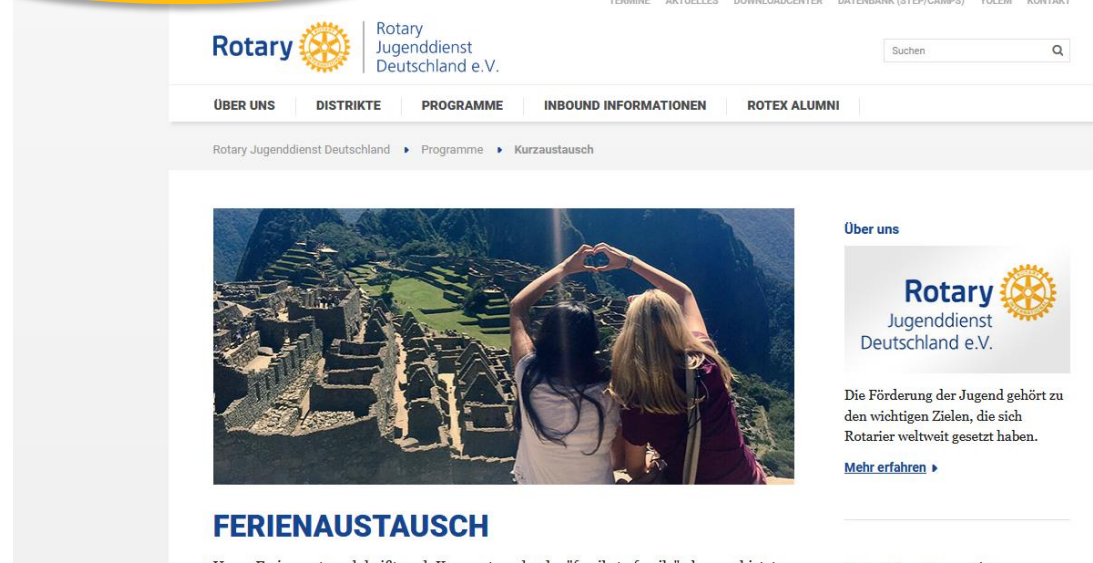 TERMINE AKTUELLES DOWNLOADCENTER DATENBANK (STEP/CAMPS) YOLEM KONTAKT
Rotary
Rotary
Jugenddienst
Deutschland e.V.
Suchen
ÜBER UNS DISTRIKTE PROGRAMME INBOUND INFORMATIONEN ROTEX ALUMNI
Rotary Jugenddienst Deutschland Programme Kurzaustausch
Über uns
Rotary
Jugenddienst
Deutschland e.V.
Die Förderung der Jugend gehört zu
den wichtigen Zielen, die sich
Rotarier weltweit gesetzt haben.
Mehr erfahren
FERIENAUSTAUSCH